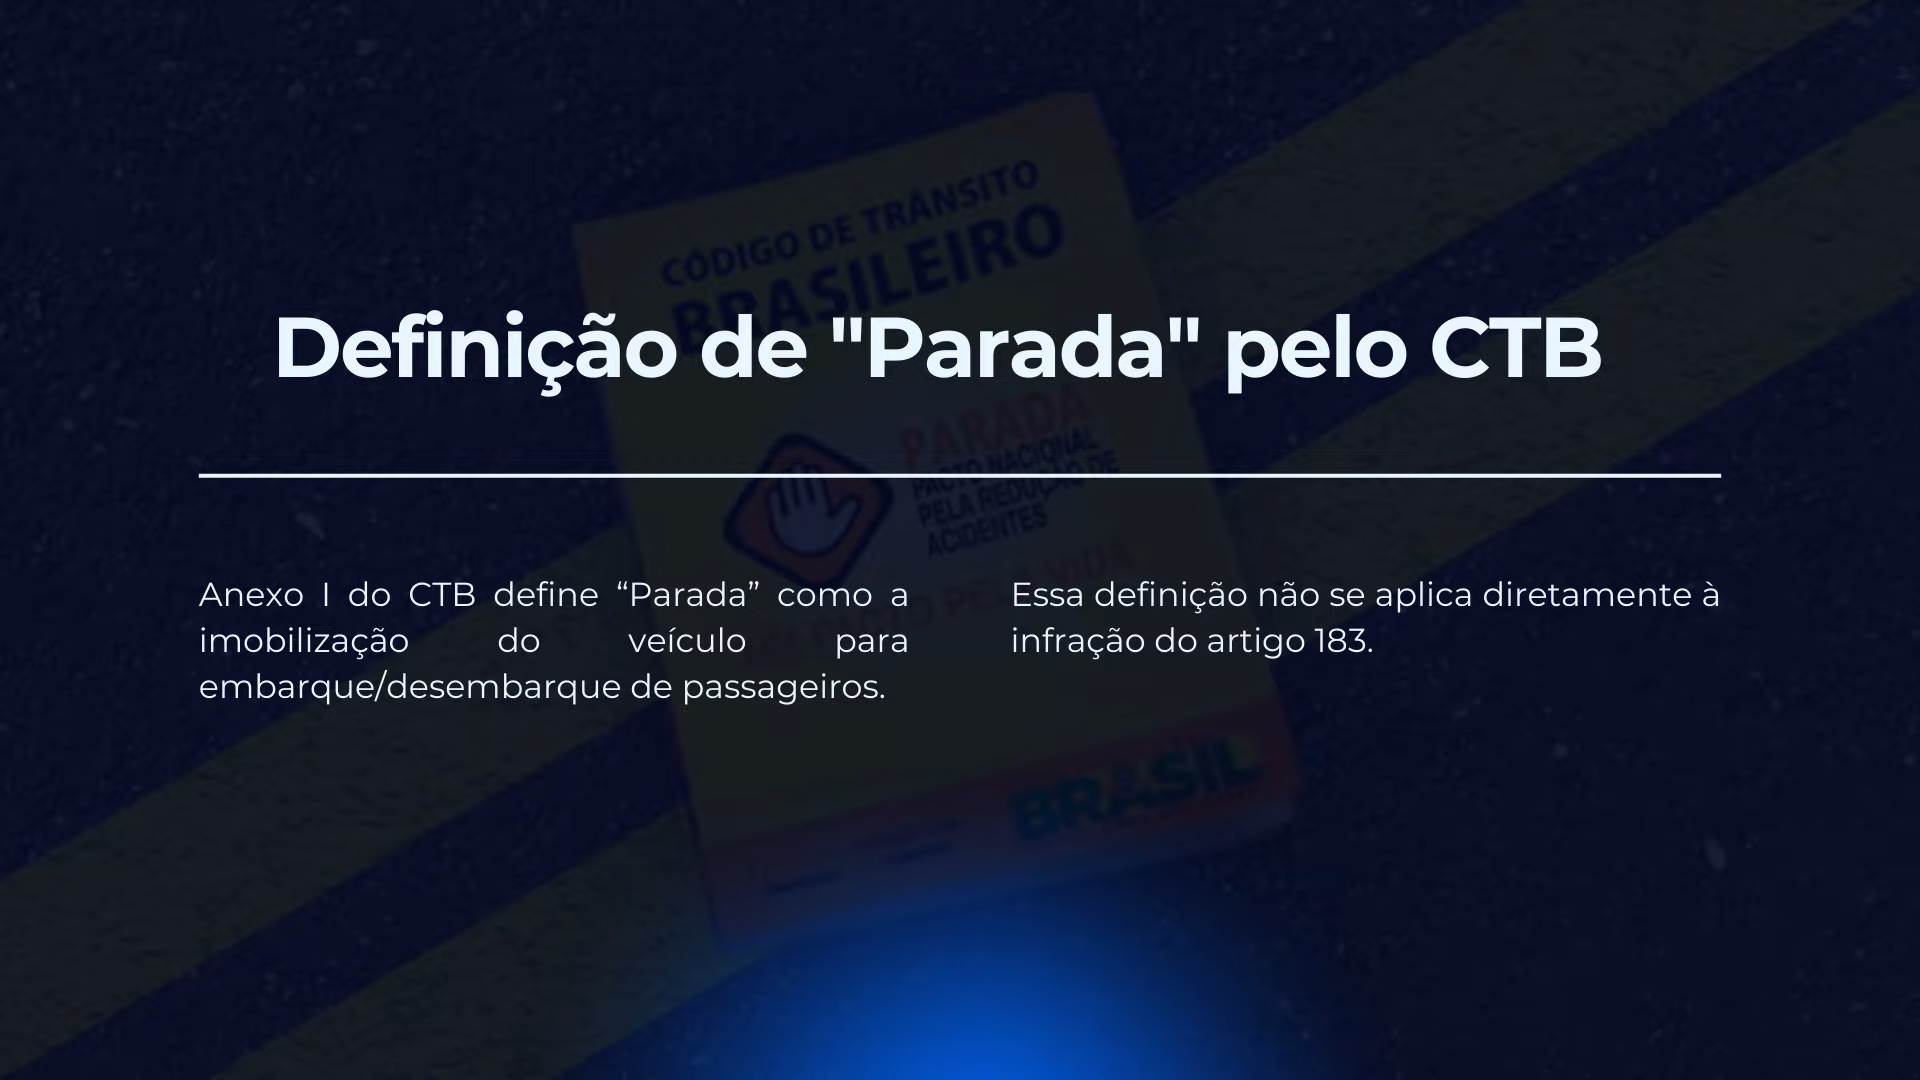 CÓDIGO DE TRÂNSITO
BRASILEIRO
Definição de "Parada" pelo CTB
PARADA
PACTO NACIONAL
PELA REDUÇÃO DE
ACIDENTES
Anexo I do CTB define “Parada” como a
imobilização do veículo para
embarque/desembarque de passageiros.
Essa definição não se aplica diretamente à
infração do artigo 183.
BRASIL